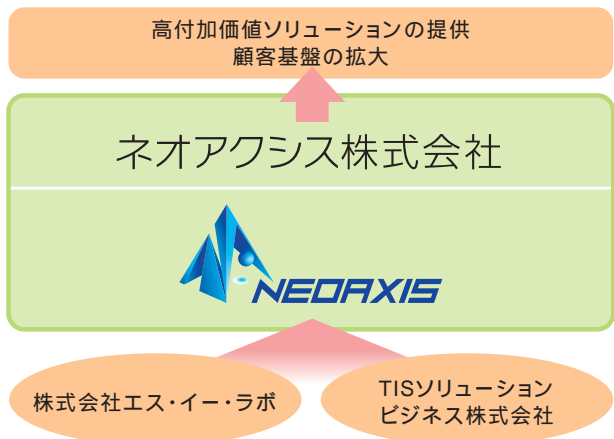 高付加価値ソリューションの提供
顧客基盤の拡大
ネオアクシス株式会社
NEOAXIS
株式会社エス・イー・ラボ
TISソリューション
ビジネス株式会社